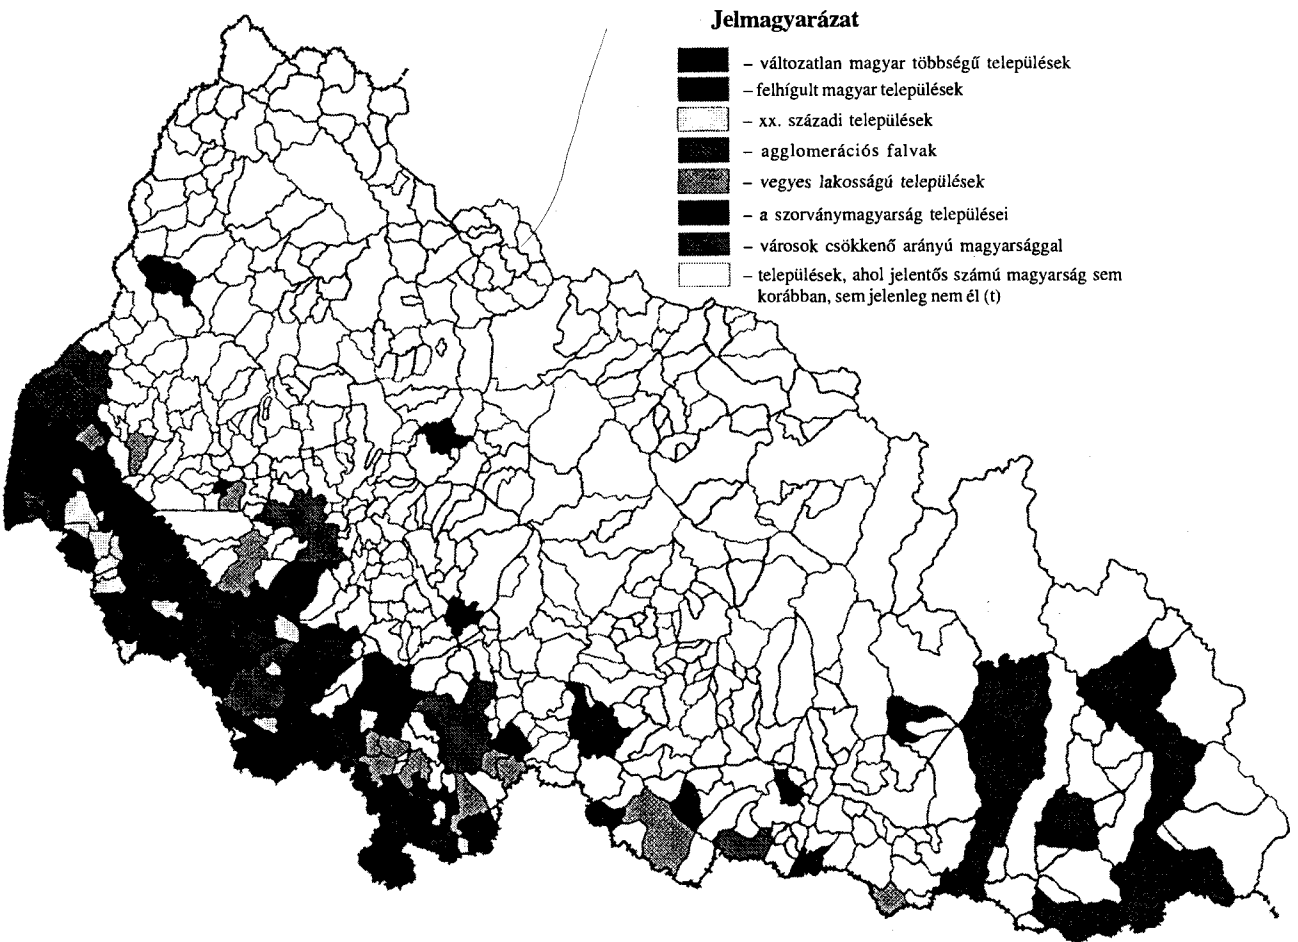 Jelmagyarázat
– változatlan magyar többségű települések
– felhígult magyar települések
– xx. századi települések
– agglomerációs falvak
– vegyes lakosságú települések
– a szorványmagyarság települései
– városok csökkenő arányú magyarsággal
– települések, ahol jelentős számú magyarság sem
korábban, sem jelenleg nem él (t)